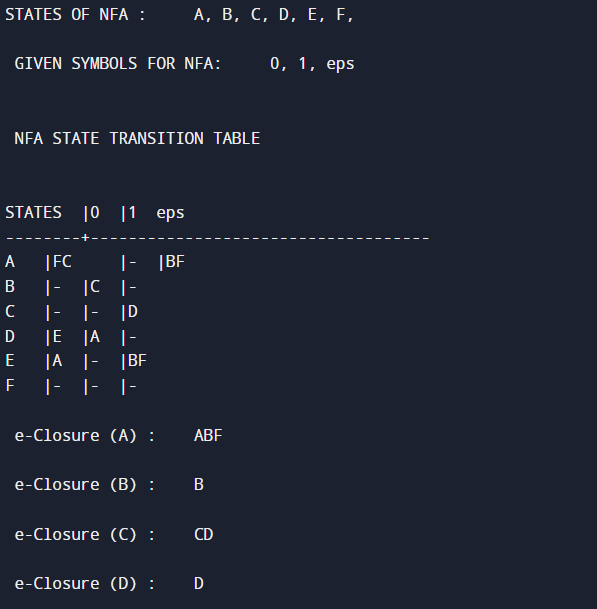 STATES OF NFA :     A, B, C, D, E, F,
GIVEN SYMBOLS FOR NFA:     0, 1, eps
NFA STATE TRANSITION TABLE
STATES  |0  |1  eps
--------+------------------------------------
A   |FC     |-  |BF
B   |-  |C  |-
C   |-  |-  |D
D   |E  |A  |-
E   |A  |-  |BF
F   |-  |-  |-
e-Closure (A) :    ABF
e-Closure (B) :    B
e-Closure (C) :    CD
e-Closure (D) :    D